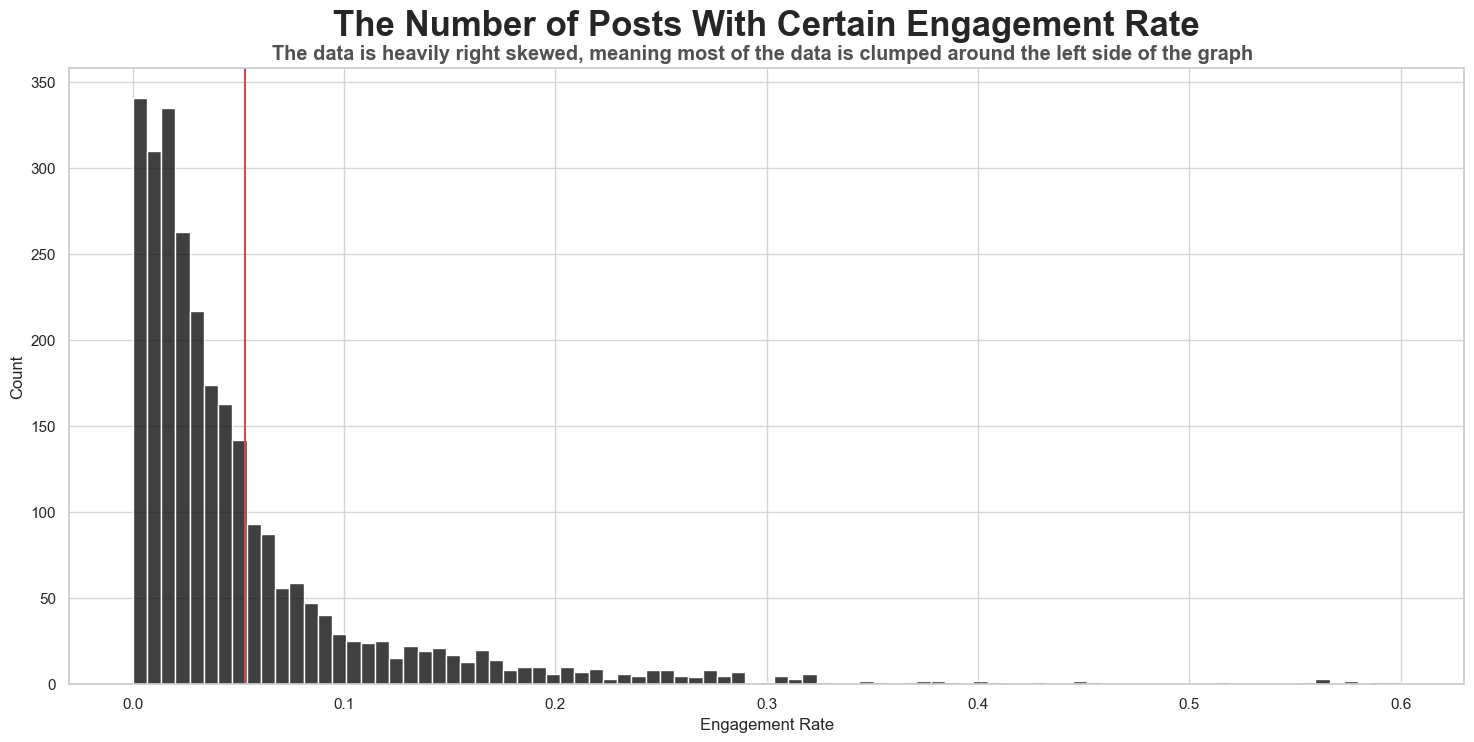 The Number of Posts With Certain Engagement Rate
The data is heavily right skewed, meaning most of the data is clumped around the left side of the graph
350
300
250
200
150
100
50
0
Count
0.0 0.1 0.2 0.3 0.4 0.5 0.6
Engagement Rate